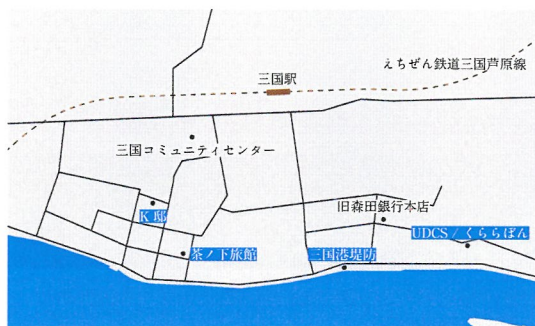 えちぜん鉄道三国芦原線
三国駅
三国コミュニティセンター
K邸
旧森田銀行本店
UDCS / くららぼん
茶ノ下旅館
三国港堤防